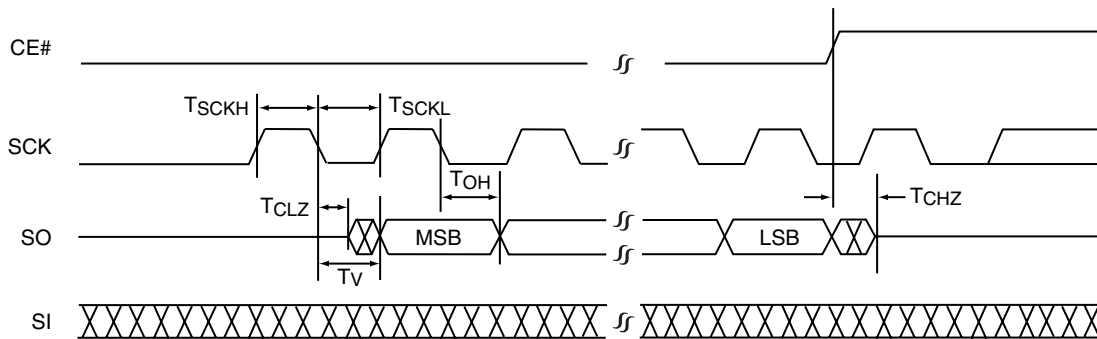 CE#
TSCKH
TSCKL
SCK
TOH
TCLZ
TCHZ
SO
MSB
LSB
TV
SI